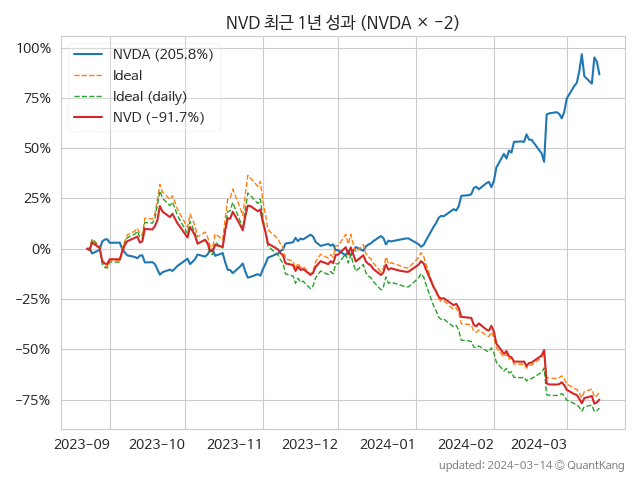 NVD 최근 1년 성과 (NVDA × −2)
NVDA (205.8%)
Ideal
Ideal (daily)
NVD (−91.7%)
100%
75%
50%
25%
0%
−25%
−50%
−75%
2023-09 2023-10 2023-11 2023-12 2024-01 2024-02 2024-03
updated: 2024-03-14 © QuantKang